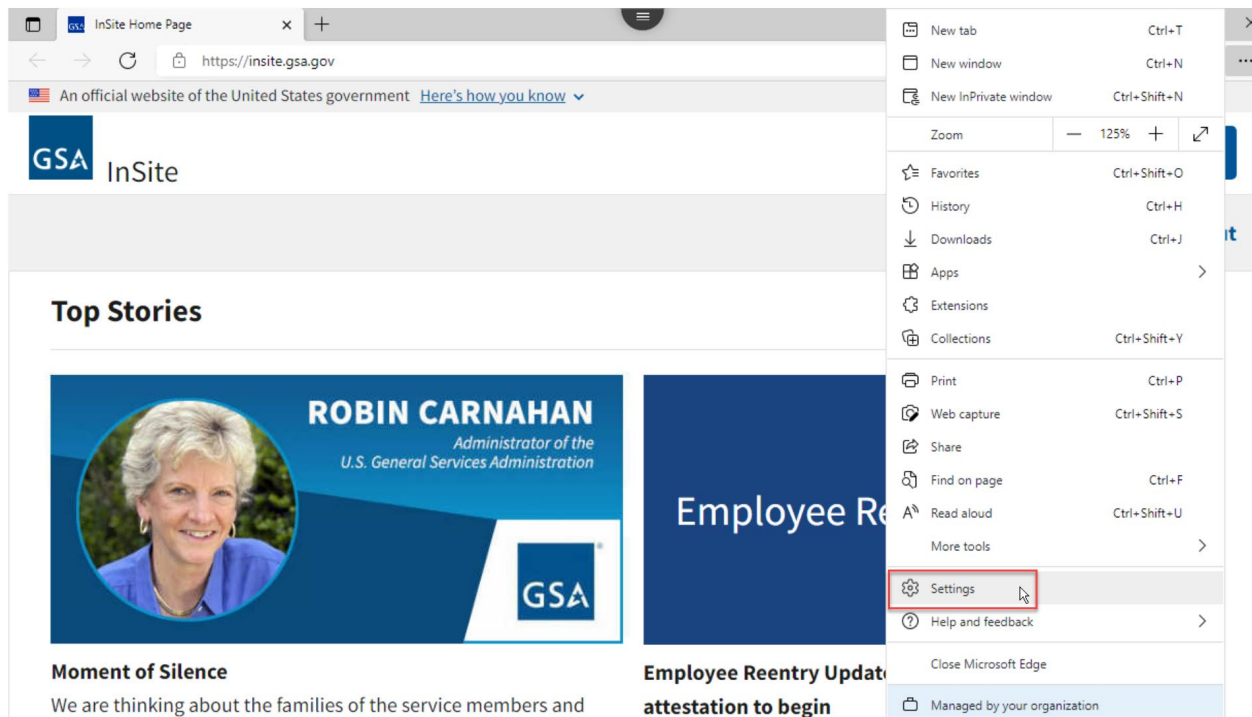 InSite Home Page
https://insite.gsa.gov
An official website of the United States government Here's how you know
GSA InSite
Top Stories
ROBIN CARNAHAN
Administrator of the
U.S. General Services Administration
GSA
Moment of Silence
We are thinking about the families of the service members and
Employee Re
Employee Reentry Update
attestation to begin
New tab Ctrl+T
New window Ctrl+N
New InPrivate window Ctrl+Shift+N
Zoom — 125% +
Favorites Ctrl+Shift+O
History Ctrl+H
Downloads Ctrl+J
Apps
Extensions
Collections Ctrl+Shift+Y
Print Ctrl+P
Web capture Ctrl+Shift+S
Share
Find on page Ctrl+F
Read aloud Ctrl+Shift+U
More tools
Settings
Help and feedback
Close Microsoft Edge
Managed by your organization